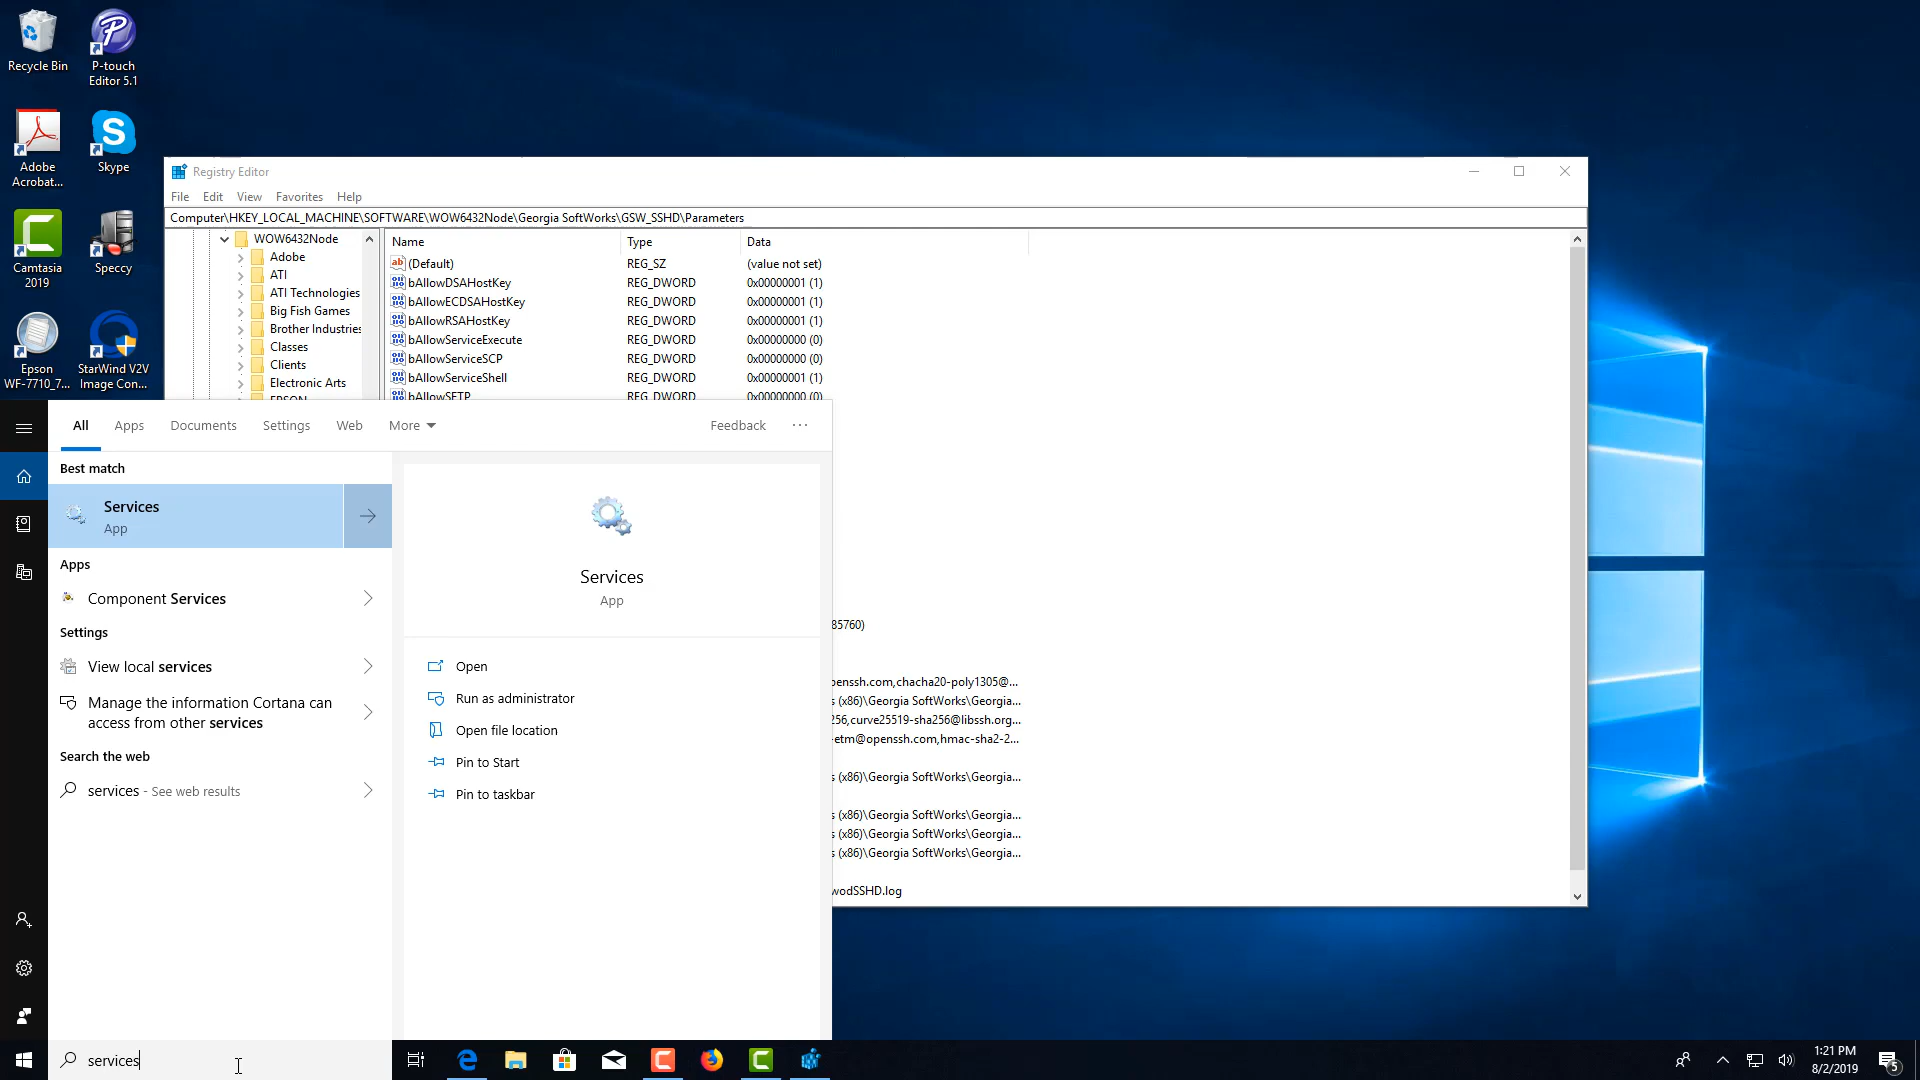 Recycle Bin
P-touch
Editor 5.1
Adobe
Acrobat...
Skype
Camtasia
2019
Speccy
Epson
WF-7710_7...
StarWind V2V
Image Con...
Registry Editor
File Edit View Favorites Help
Computer\HKEY_LOCAL_MACHINE\SOFTWARE\WOW6432Node\Georgia SoftWorks\GSW_SSHD\Parameters
WOW6432Node
Adobe
ATI
ATI Technologies
Big Fish Games
Brother Industries
Classes
Clients
Electronic Arts
EPSON
Name Type Data
(Default) REG_SZ (value not set)
bAllowDSAHostKey REG_DWORD 0x00000001 (1)
bAllowECDSAHostKey REG_DWORD 0x00000001 (1)
bAllowRSAHostKey REG_DWORD 0x00000001 (1)
bAllowServiceExecute REG_DWORD 0x00000000 (0)
bAllowServiceSCP REG_DWORD 0x00000000 (0)
bAllowServiceShell REG_DWORD 0x00000001 (1)
bAllowSFTP REG_DWORD 0x00000000 (0)
85760)
penssh.com,chacha20-poly1305@...
s (x86)\Georgia SoftWorks\Georgia...
256,curve25519-sha256@libssh.org...
-etm@openssh.com,hmac-sha2-2...
s (x86)\Georgia SoftWorks\Georgia...
s (x86)\Georgia SoftWorks\Georgia...
s (x86)\Georgia SoftWorks\Georgia...
s (x86)\Georgia SoftWorks\Georgia...
wodSSHD.log
All Apps Documents Settings Web More Feedback ...
Best match
Services
App
Apps
Component Services
Settings
View local services
Manage the information Cortana can
access from other services
Search the web
services - See web results
Services
App
Open
Run as administrator
Open file location
Pin to Start
Pin to taskbar
services
1:21 PM
8/2/2019
5